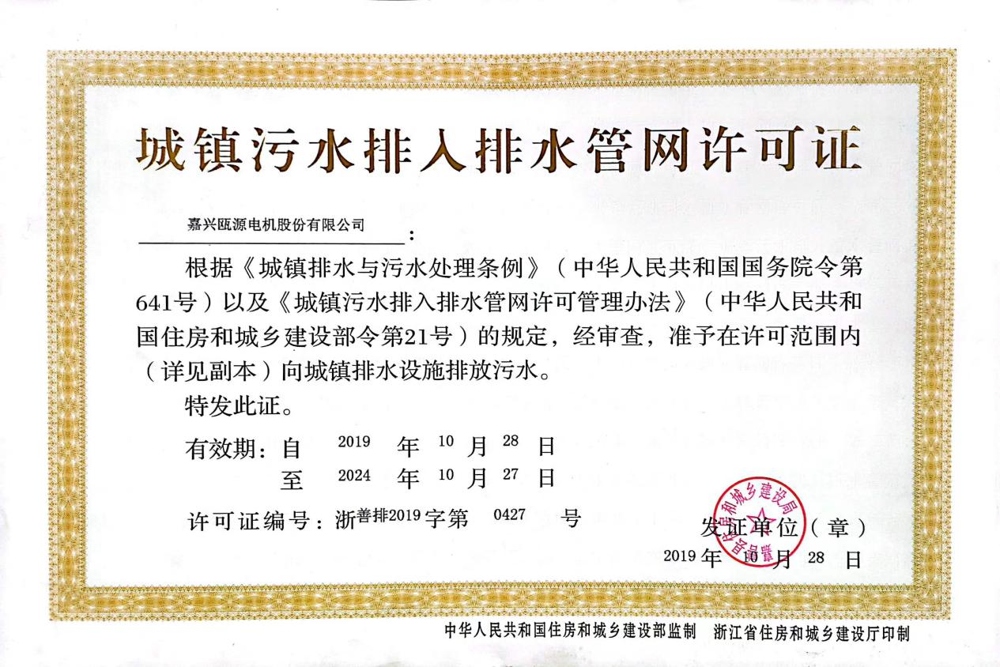 城镇污水排入排水管网许可证
嘉兴瓯源电机股份有限公司:
根据《城镇排水与污水处理条例》（中华人民共和国国务院令第
641号）以及《城镇污水排入排水管网许可管理办法》（中华人民共和
国住房和城乡建设部令第21号）的规定，经审查，准予在许可范围内
（详见副本）向城镇排水设施排放污水。
特发此证。
有效期：自 2019 年 10 月 28 日
至 2024 年 10 月 27 日
许可证编号：浙善排2019字第 0427 号
嘉善县住房和城乡建设局
发证单位（章）
2019 年 10 月 28 日
中华人民共和国住房和城乡建设部监制 浙江省住房和城乡建设厅印制